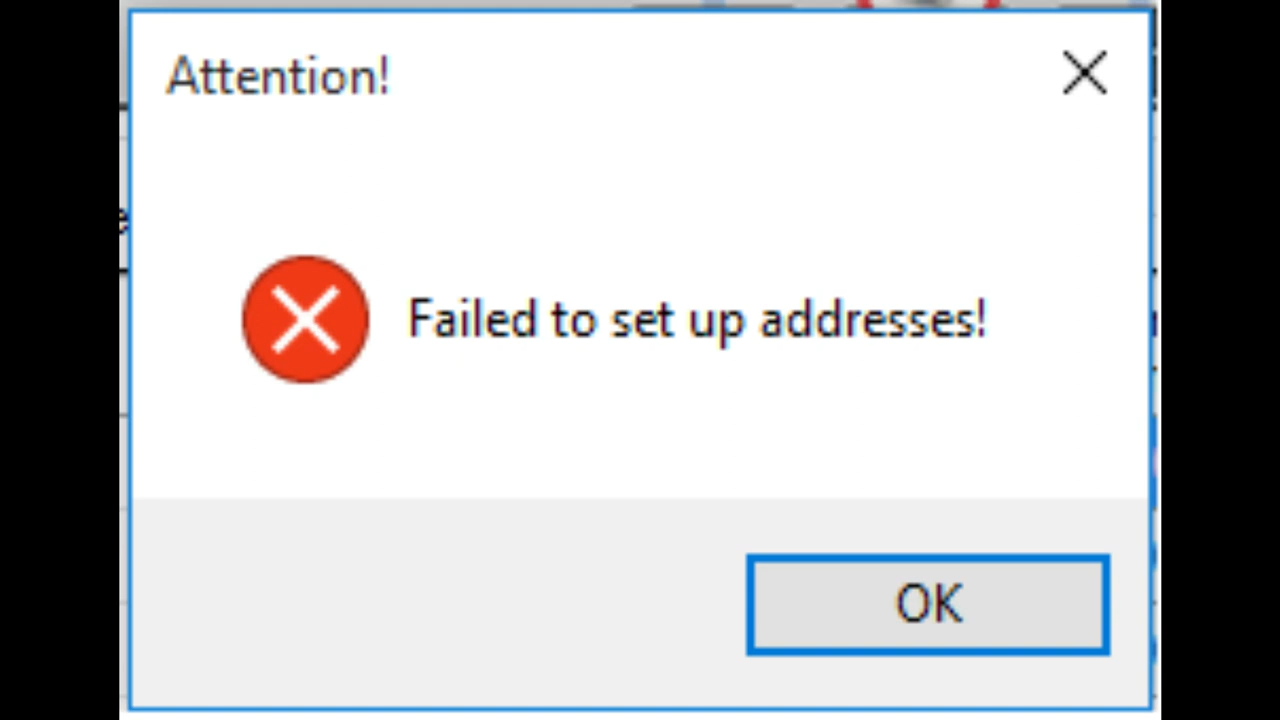 Attention!
Failed to set up addresses!
OK